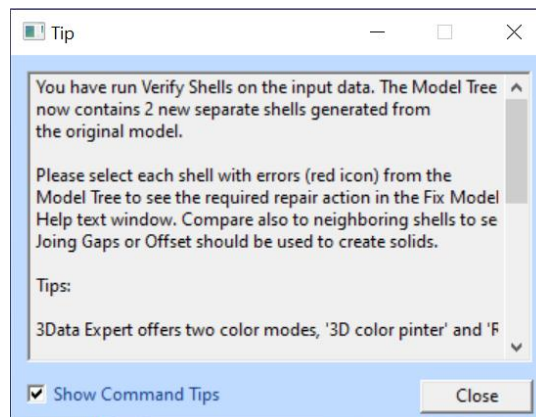 Tip
You have run Verify Shells on the input data. The Model Tree
now contains 2 new separate shells generated from
the original model.
Please select each shell with errors (red icon) from the
Model Tree to see the required repair action in the Fix Model
Help text window. Compare also to neighboring shells to se
Joing Gaps or Offset should be used to create solids.
Tips:
3Data Expert offers two color modes, '3D color pinter' and 'R
Show Command Tips
Close